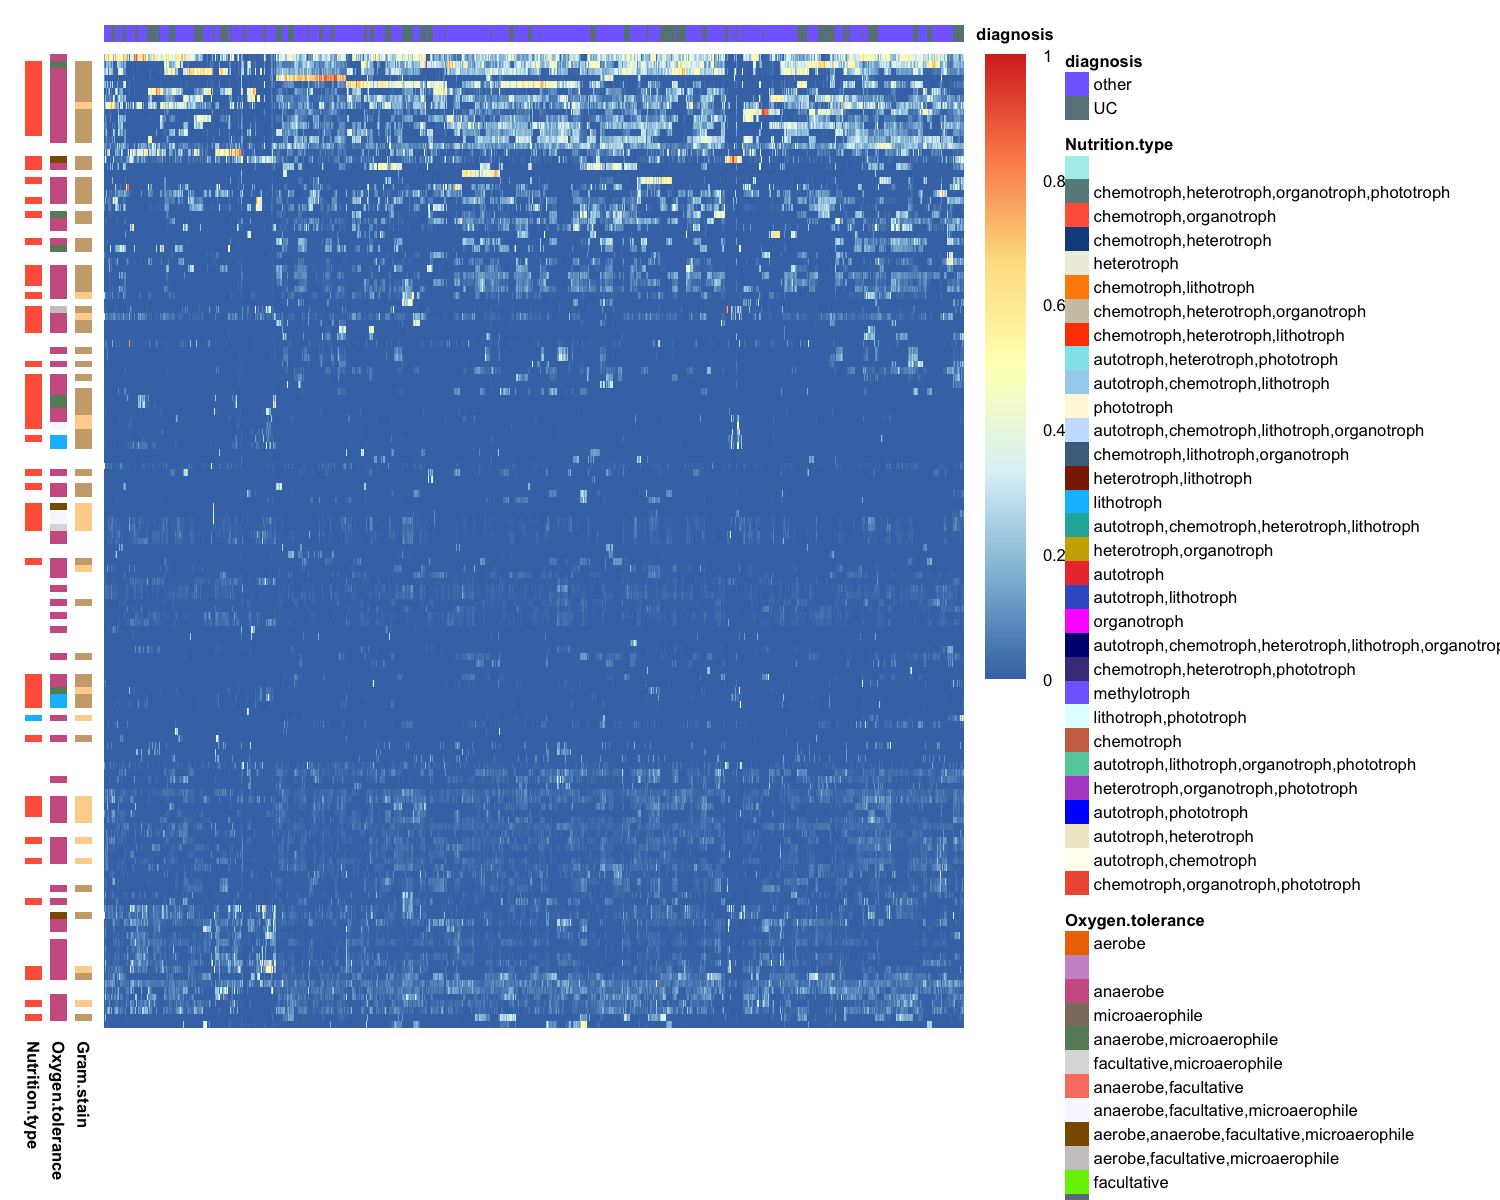 diagnosis
1
0.8
0.6
0.4
0.2
0
diagnosis
other
UC
Nutrition.type
chemotroph,heterotroph,organotroph,phototroph
chemotroph,organotroph
chemotroph,heterotroph
heterotroph
chemotroph,lithotroph
chemotroph,heterotroph,organotroph
chemotroph,heterotroph,lithotroph
autotroph,heterotroph,phototroph
autotroph,chemotroph,lithotroph
phototroph
autotroph,chemotroph,lithotroph,organotroph
chemotroph,lithotroph,organotroph
heterotroph,lithotroph
lithotroph
autotroph,chemotroph,heterotroph,lithotroph
heterotroph,organotroph
autotroph
autotroph,lithotroph
organotroph
autotroph,chemotroph,heterotroph,lithotroph,organotrop
chemotroph,heterotroph,phototroph
methylotroph
lithotroph,phototroph
chemotroph
autotroph,lithotroph,organotroph,phototroph
heterotroph,organotroph,phototroph
autotroph,phototroph
autotroph,heterotroph
autotroph,chemotroph
chemotroph,organotroph,phototroph
Oxygen.tolerance
aerobe
anaerobe
microaerophile
anaerobe,microaerophile
facultative,microaerophile
anaerobe,facultative
anaerobe,facultative,microaerophile
aerobe,anaerobe,facultative,microaerophile
aerobe,facultative,microaerophile
facultative
Nutrition.type
Oxygen.tolerance
Gram.stain